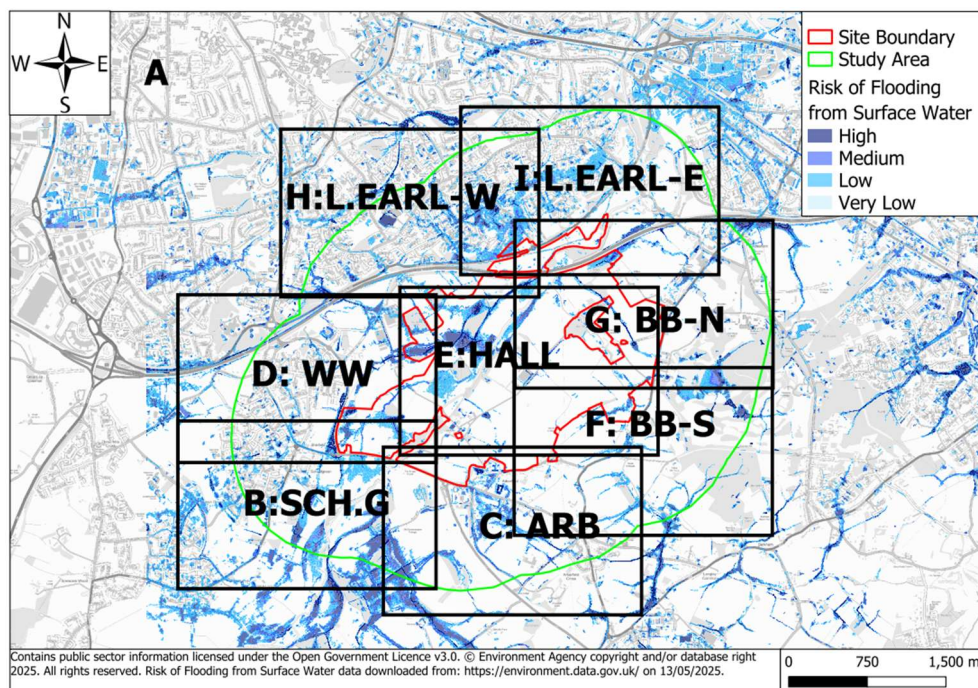 N
W E
S
A
Site Boundary
Study Area
Risk of Flooding
from Surface Water
High
Medium
Low
Very Low
H:L.EARL-W
I:L.EARL-E
G: BB-N
E:HALL
D: WW
F: BB-S
B:SCH.G
C: ARB
Contains public sector information licensed under the Open Government Licence v3.0. © Environment Agency copyright and/or database right
2025. All rights reserved. Risk of Flooding from Surface Water data downloaded from: https://environment.data.gov.uk/ on 13/05/2025.
0 750 1,500 m